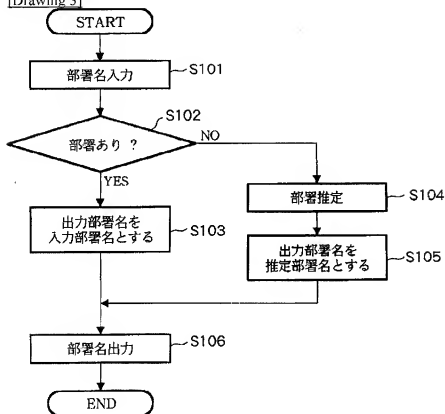 [Drawing 3]
START
部署名入力
S101
部署あり ?
S102
NO
YES
部署推定
S104
出力部署名を
入力部署名とする
S103
出力部署名を
推定部署名とする
S105
部署名出力
S106
END